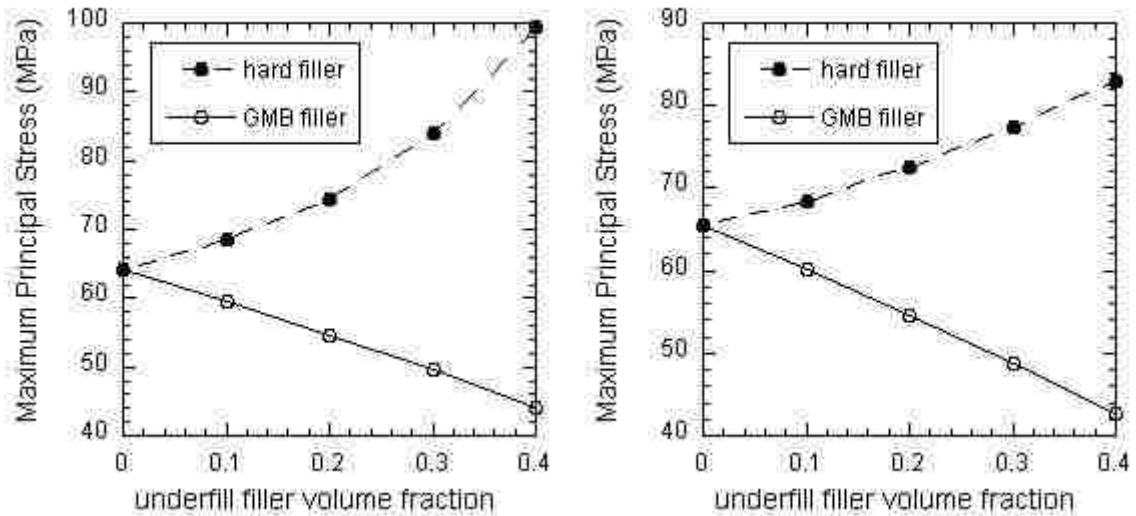 Maximum Principal Stress (MPa)
100
90
80
70
60
50
40
hard filler
GMB filler
0
0.1
0.2
0.3
0.4
underfill filler volume fraction
Maximum Principal Stress (MPa)
90
80
70
60
50
40
hard filler
GMB filler
0
0.1
0.2
0.3
0.4
underfill filler volume fraction